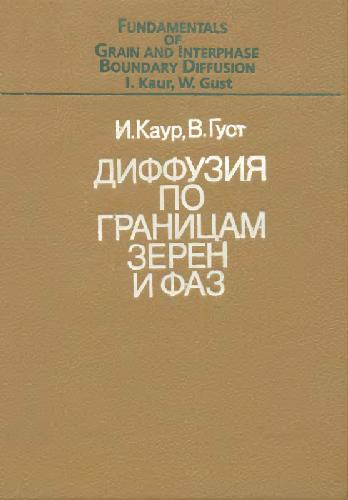 FUNDAMENTALS
OF
GRAIN AND INTERPHASE
BOUNDARY DIFFUSION
I. KAUR, W. GUST
И.КАУР, В.ГУСТ
ДИФФУЗИЯ
ПО
ГРАНИЦАМ
ЗЕРЕН
И ФАЗ